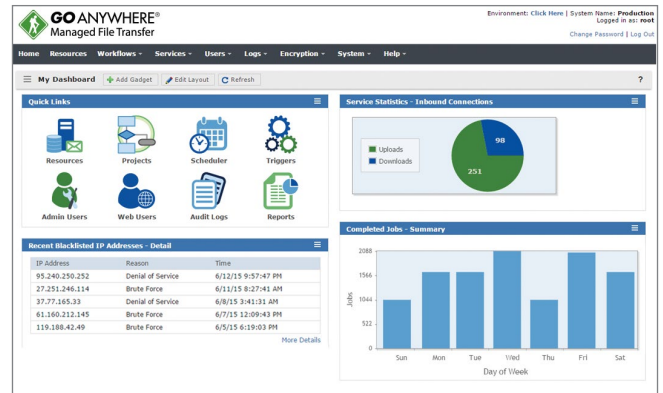 GO ANYWHERE®
Managed File Transfer
Environment: Click Here | System Name: Production
Logged in as: root
Change Password | Log Out
Home Resources Workflows Services Users Logs Encryption System Help
My Dashboard Add Gadget Edit Layout Refresh ?
Quick Links
Resources Projects Scheduler Triggers
Admin Users Web Users Audit Logs Reports
Recent Blacklisted IP Addresses - Detail
IP Address Reason Time
95.240.250.252 Denial of Service 6/12/15 9:57:47 PM
27.251.246.114 Brute Force 6/11/15 8:27:41 AM
37.77.165.33 Denial of Service 6/8/15 3:41:31 AM
61.160.212.145 Brute Force 6/7/15 12:09:43 PM
119.188.42.49 Brute Force 6/5/15 6:19:03 PM
More Details
Service Statistics - Inbound Connections
Uploads
Downloads
98
251
Completed Jobs - Summary
2088
1566
1044
522
0
Jobs
Sun Mon Tue Wed Thu Fri Sat
Day of Week